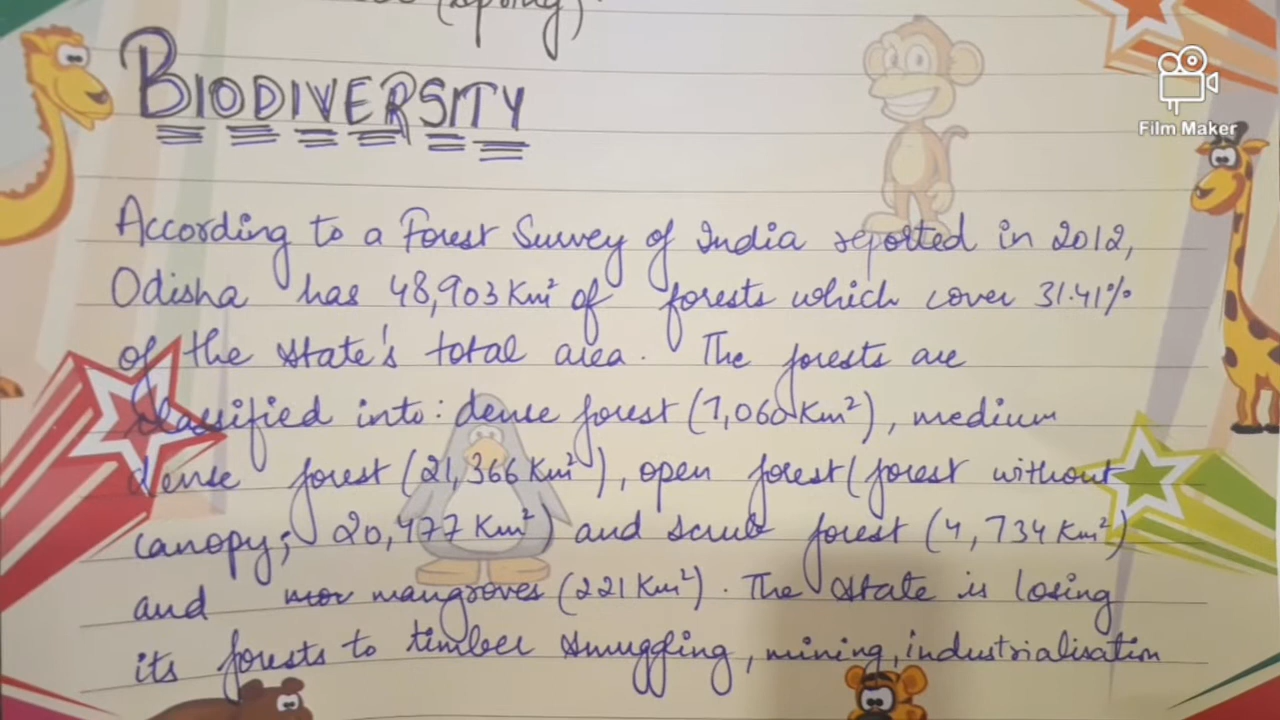 (Spring)
BIODIVERSITY
Film Maker
According to a Forest Survey of India reported in 2012,
Odisha has 48,903 Km² of forests which cover 31.41%
of the state's total area. The forests are
classified into: dense forest (7,060 Km²), medium
dense forest (21,366 Km²), open forest (forest without
canopy; 20,477 Km²) and scrub forest (4,734 Km²)
and mangroves (221 Km²). The state is losing
its forests to timber smuggling, mining, industrialisation